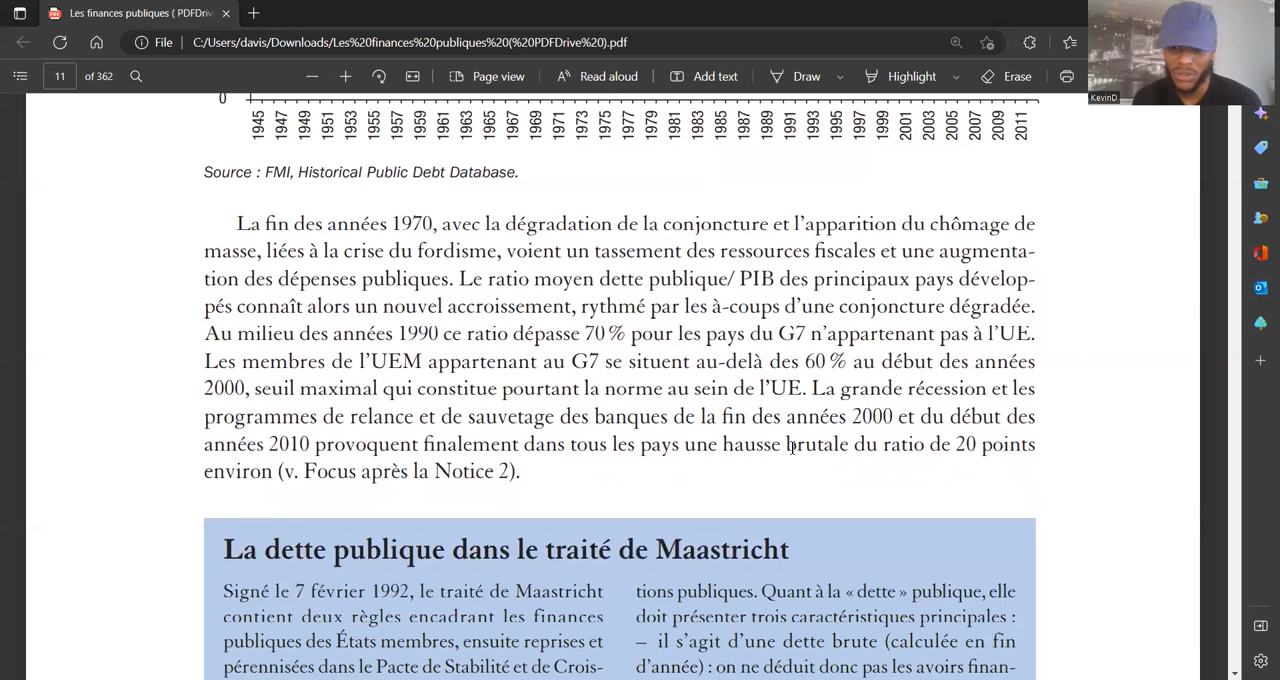 Les finances publiques ( PDFDriv
File
C:/Users/davis/Downloads/Les%20finances%20publiques%20(%20PDFDrive%20).pdf
11 of 362
Page view
Read aloud
Add text
Draw
Highlight
Erase
KevinD
0
1945 1947 1949 1951 1953 1955 1957 1959 1961 1963 1965 1967 1969 1971 1973 1975 1977 1979 1981 1983 1985 1987 1989 1991 1993 1995 1997 1999 2001 2003 2005 2007 2009 2011
Source : FMI, Historical Public Debt Database.
La fin des années 1970, avec la dégradation de la conjoncture et l'apparition du chômage de
masse, liées à la crise du fordisme, voient un tassement des ressources fiscales et une augmenta-
tion des dépenses publiques. Le ratio moyen dette publique/ PIB des principaux pays dévelop-
pés connaît alors un nouvel accroissement, rythmé par les à-coups d'une conjoncture dégradée.
Au milieu des années 1990 ce ratio dépasse 70 % pour les pays du G7 n'appartenant pas à l'UE.
Les membres de l'UEM appartenant au G7 se situent au-delà des 60 % au début des années
2000, seuil maximal qui constitue pourtant la norme au sein de l'UE. La grande récession et les
programmes de relance et de sauvetage des banques de la fin des années 2000 et du début des
années 2010 provoquent finalement dans tous les pays une hausse brutale du ratio de 20 points
environ (v. Focus après la Notice 2).
La dette publique dans le traité de Maastricht
Signé le 7 février 1992, le traité de Maastricht
contient deux règles encadrant les finances
publiques des États membres, ensuite reprises et
pérennisées dans le Pacte de Stabilité et de Crois-
tions publiques. Quant à la « dette » publique, elle
doit présenter trois caractéristiques principales :
– il s'agit d'une dette brute (calculée en fin
d'année) : on ne déduit donc pas les avoirs finan-